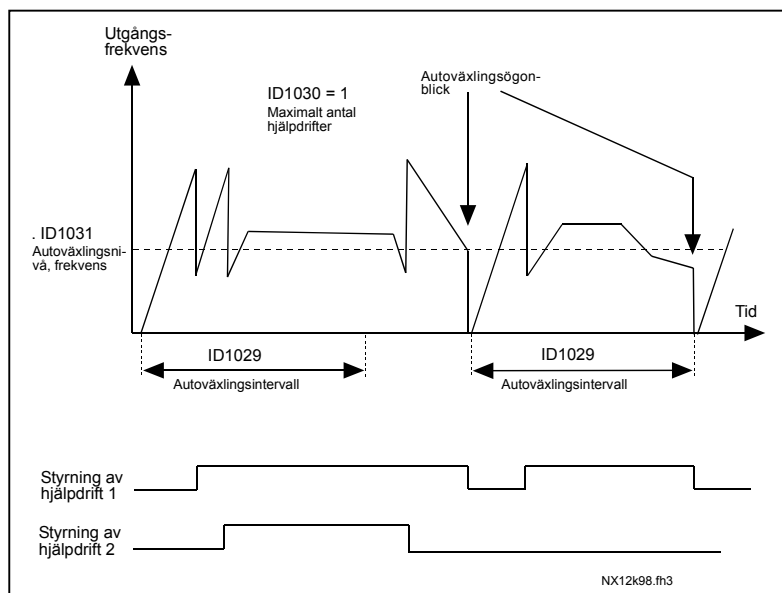 Utgångs-
frekvens
Autoväxlingsögon-
blick
ID1030 = 1
Maximalt antal
hjälpdrifter
. ID1031
Autoväxlingsni-
vå, frekvens
Tid
ID1029
Autoväxlingsintervall
ID1029
Autoväxlingsintervall
Styrning av
hjälpdrift 1
Styrning av
hjälpdrift 2
NX12k98.fh3